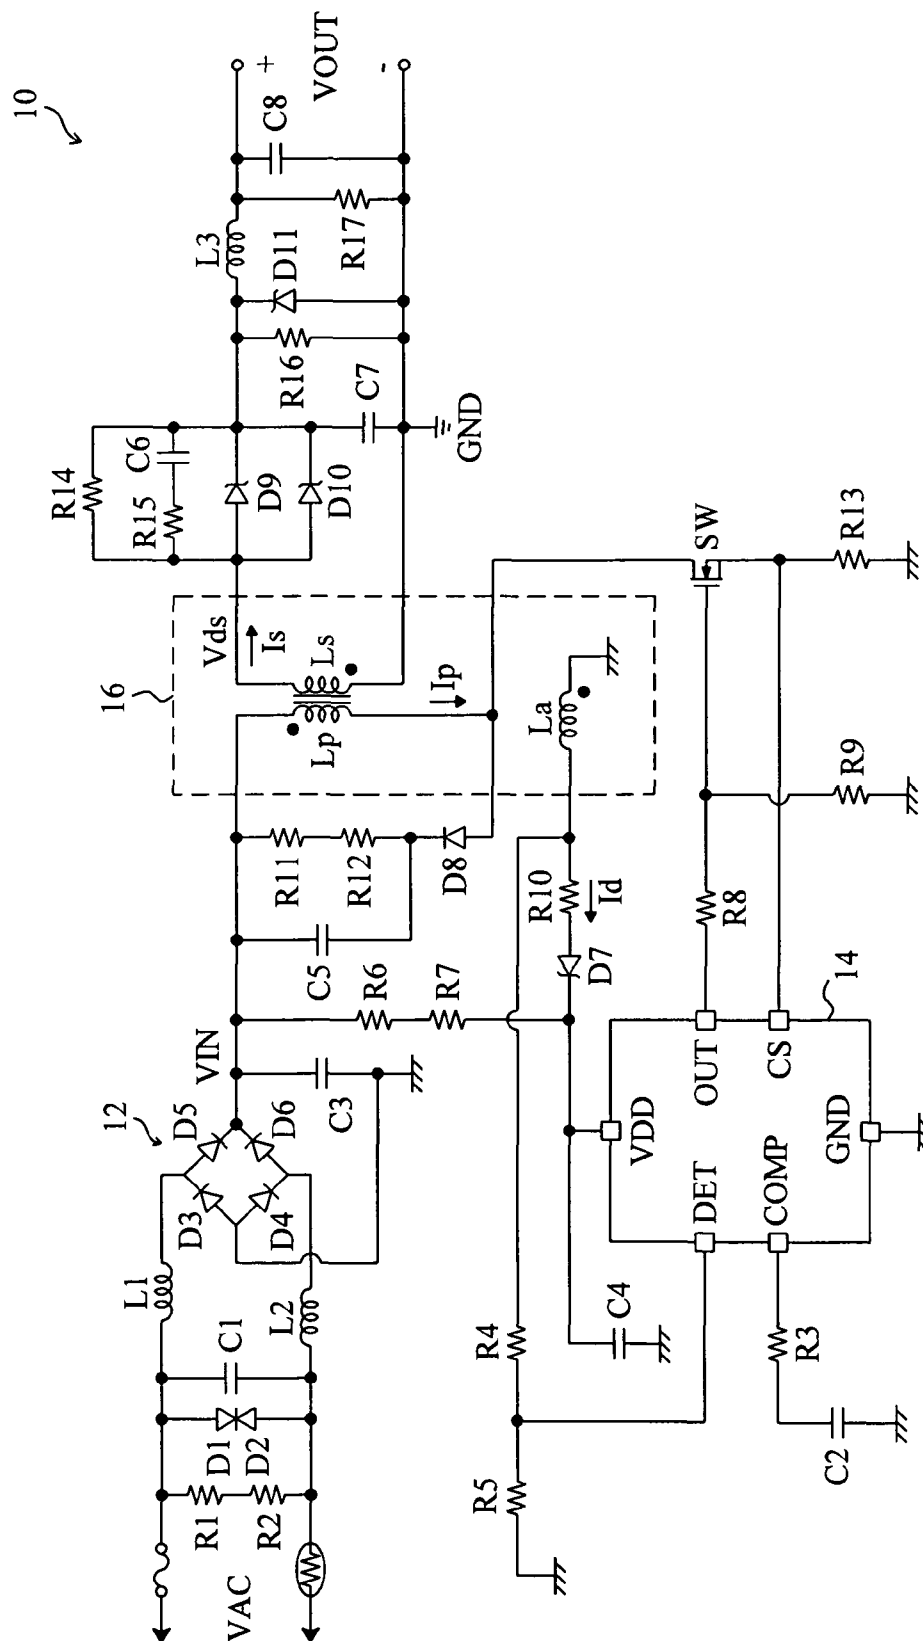 10
VAC
R1
R2
D1
D2
C1
L1
L2
12
D3
D4
D5
D6
VIN
C3
C5
R6
R7
R11
R12
D8
16
Lp
Ls
Ip
Is
Vds
La
R14
R15
C6
D9
D10
C7
GND
R16
D11
L3
R17
C8
+
VOUT
-
R5
R4
C4
R10
Id
D7
C2
R3
VDD
DET
COMP
GND
OUT
CS
14
R8
R9
SW
R13